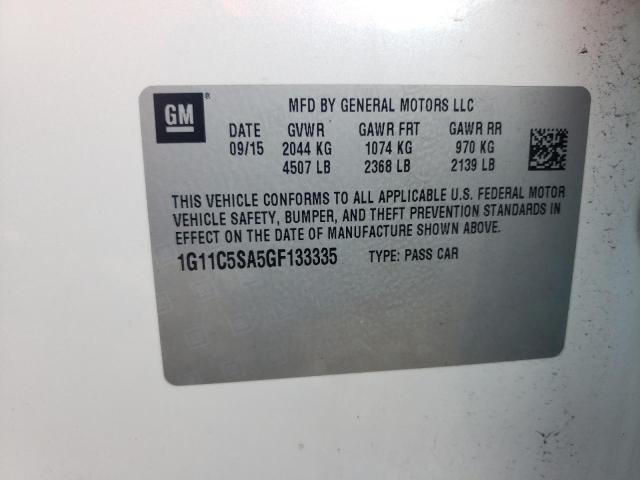 GM ®
MFD BY GENERAL MOTORS LLC
DATE GVWR GAWR FRT GAWR RR
09/15 2044 KG 1074 KG 970 KG
4507 LB 2368 LB 2139 LB
THIS VEHICLE CONFORMS TO ALL APPLICABLE U.S. FEDERAL MOTOR
VEHICLE SAFETY, BUMPER, AND THEFT PREVENTION STANDARDS IN
EFFECT ON THE DATE OF MANUFACTURE SHOWN ABOVE.
1G11C5SA5GF133335 TYPE: PASS CAR